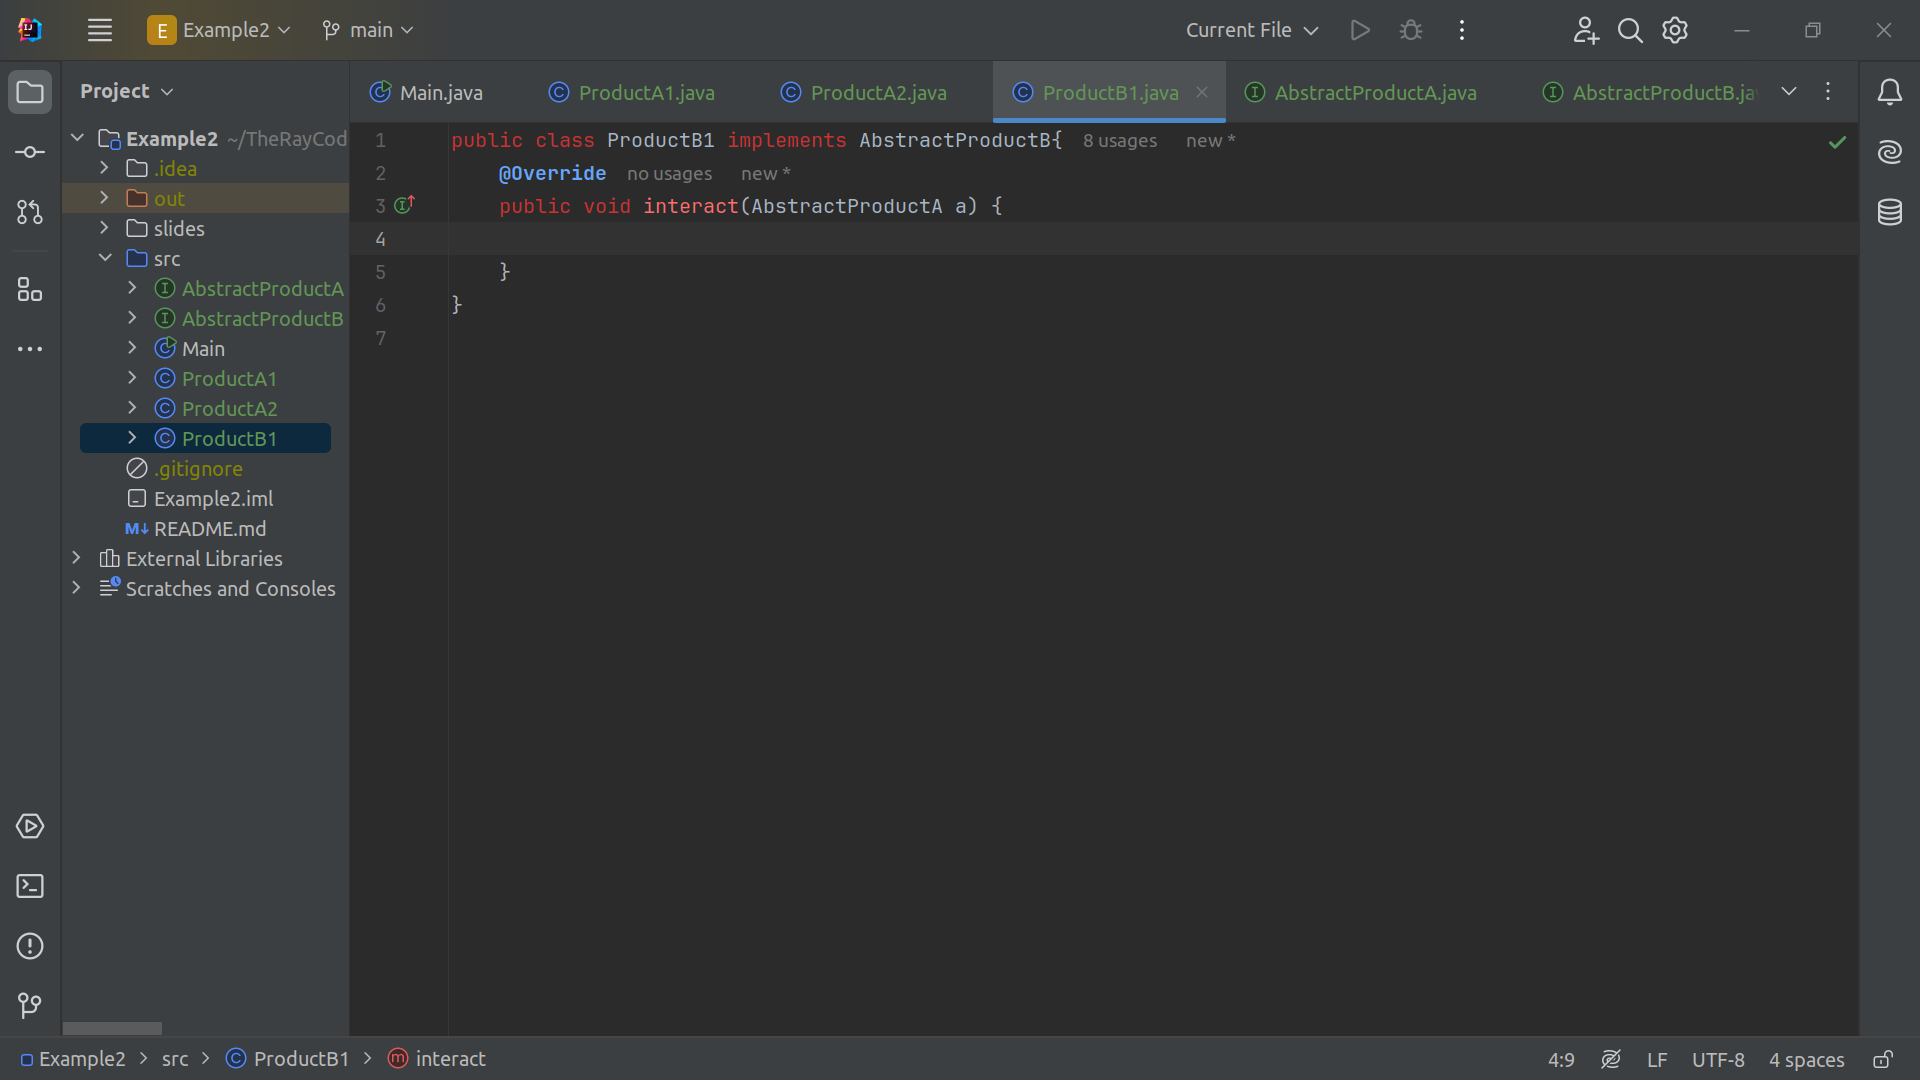 E Example2 main Current File
Project
Main.java ProductA1.java ProductA2.java ProductB1.java AbstractProductA.java AbstractProductB.ja
Example2 ~/TheRayCod
.idea
out
slides
src
AbstractProductA
AbstractProductB
Main
ProductA1
ProductA2
ProductB1
.gitignore
Example2.iml
M↓ README.md
External Libraries
Scratches and Consoles
1 public class ProductB1 implements AbstractProductB{ 8 usages new *
2 @Override no usages new *
3 public void interact(AbstractProductA a) {
4
5 }
6 }
7
Example2 > src > ProductB1 > interact 4:9 LF UTF-8 4 spaces